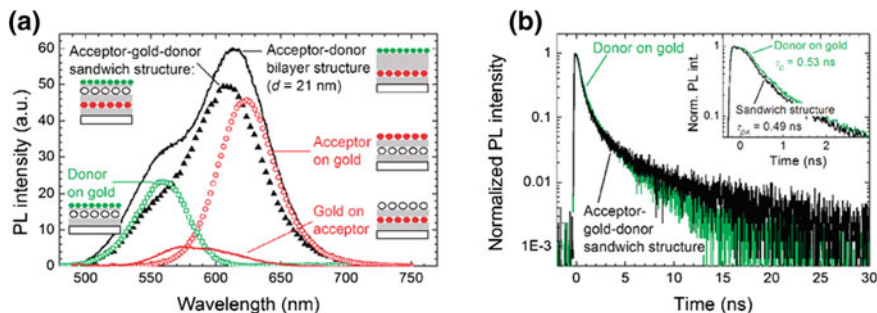 (a)
60
50
40
30
20
10
0
PL intensity (a.u.)
500
550
600
650
700
750
Wavelength (nm)
Acceptor-gold-donor
sandwich structure:
Acceptor-donor
bilayer structure
(d = 21 nm)
Donor
on gold
Acceptor
on gold
Gold on
acceptor
(b)
1
0.1
0.01
1E-3
Normalized PL intensity
0
5
10
15
20
25
30
Time (ns)
Donor on gold
Acceptor-
gold-donor
sandwich structure
1
0.1
Norm. PL int.
0
1
2
Time (ns)
Donor on gold
τD = 0.53 ns
Sandwich structure
τDA = 0.49 ns